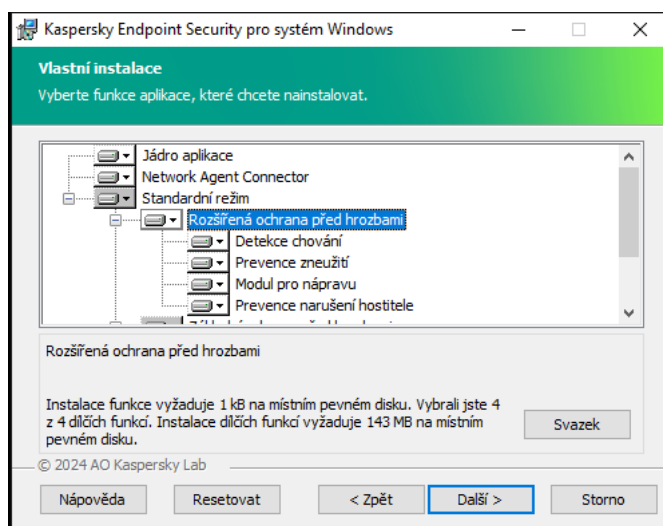 Kaspersky Endpoint Security pro systém Windows
Vlastní instalace
Vyberte funkce aplikace, které chcete nainstalovat.
Jádro aplikace
Network Agent Connector
Standardní režim
Rozšířená ochrana před hrozbami
Detekce chování
Prevence zneužití
Modul pro nápravu
Prevence narušení hostitele
Rozšířená ochrana před hrozbami
Instalace funkce vyžaduje 1 kB na místním pevném disku. Vybrali jste 4
z 4 dílčích funkcí. Instalace dílčích funkcí vyžaduje 143 MB na místním
pevném disku.
Svazek
© 2024 AO Kaspersky Lab
Nápověda
Resetovat
< Zpět
Další >
Storno